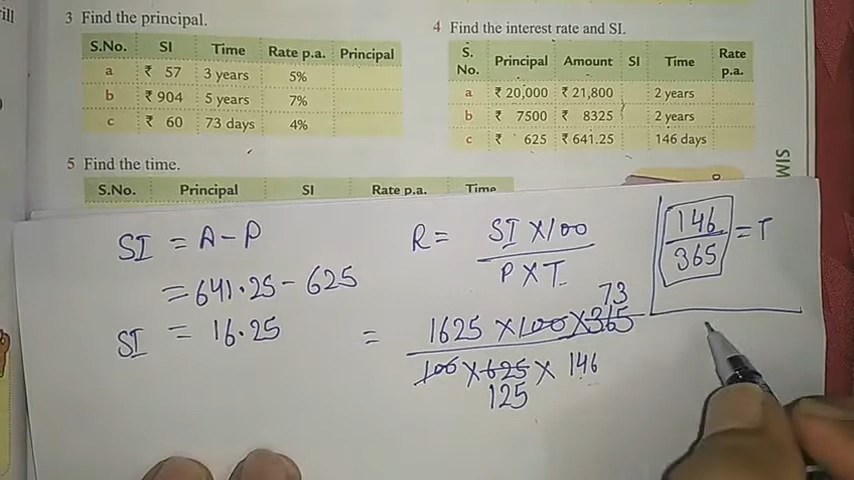 ill
3 Find the principal.
S.No. SI Time Rate p.a. Principal
a ₹ 57 3 years 5%
b ₹ 904 5 years 7%
c ₹ 60 73 days 4%
4 Find the interest rate and SI.
S. No. Principal Amount SI Time Rate p.a.
a ₹ 20,000 ₹ 21,800 2 years
b ₹ 7500 ₹ 8325 2 years
c ₹ 625 ₹ 641.25 146 days
5 Find the time.
S.No. Principal SI Rate p.a. Time
SIM
SI = A - P
= 641.25 - 625
SI = 16.25
R = SI × 100
P × T
146
365 = T
73
= 1625 × 100 × 365
100 × 625 × 146
125